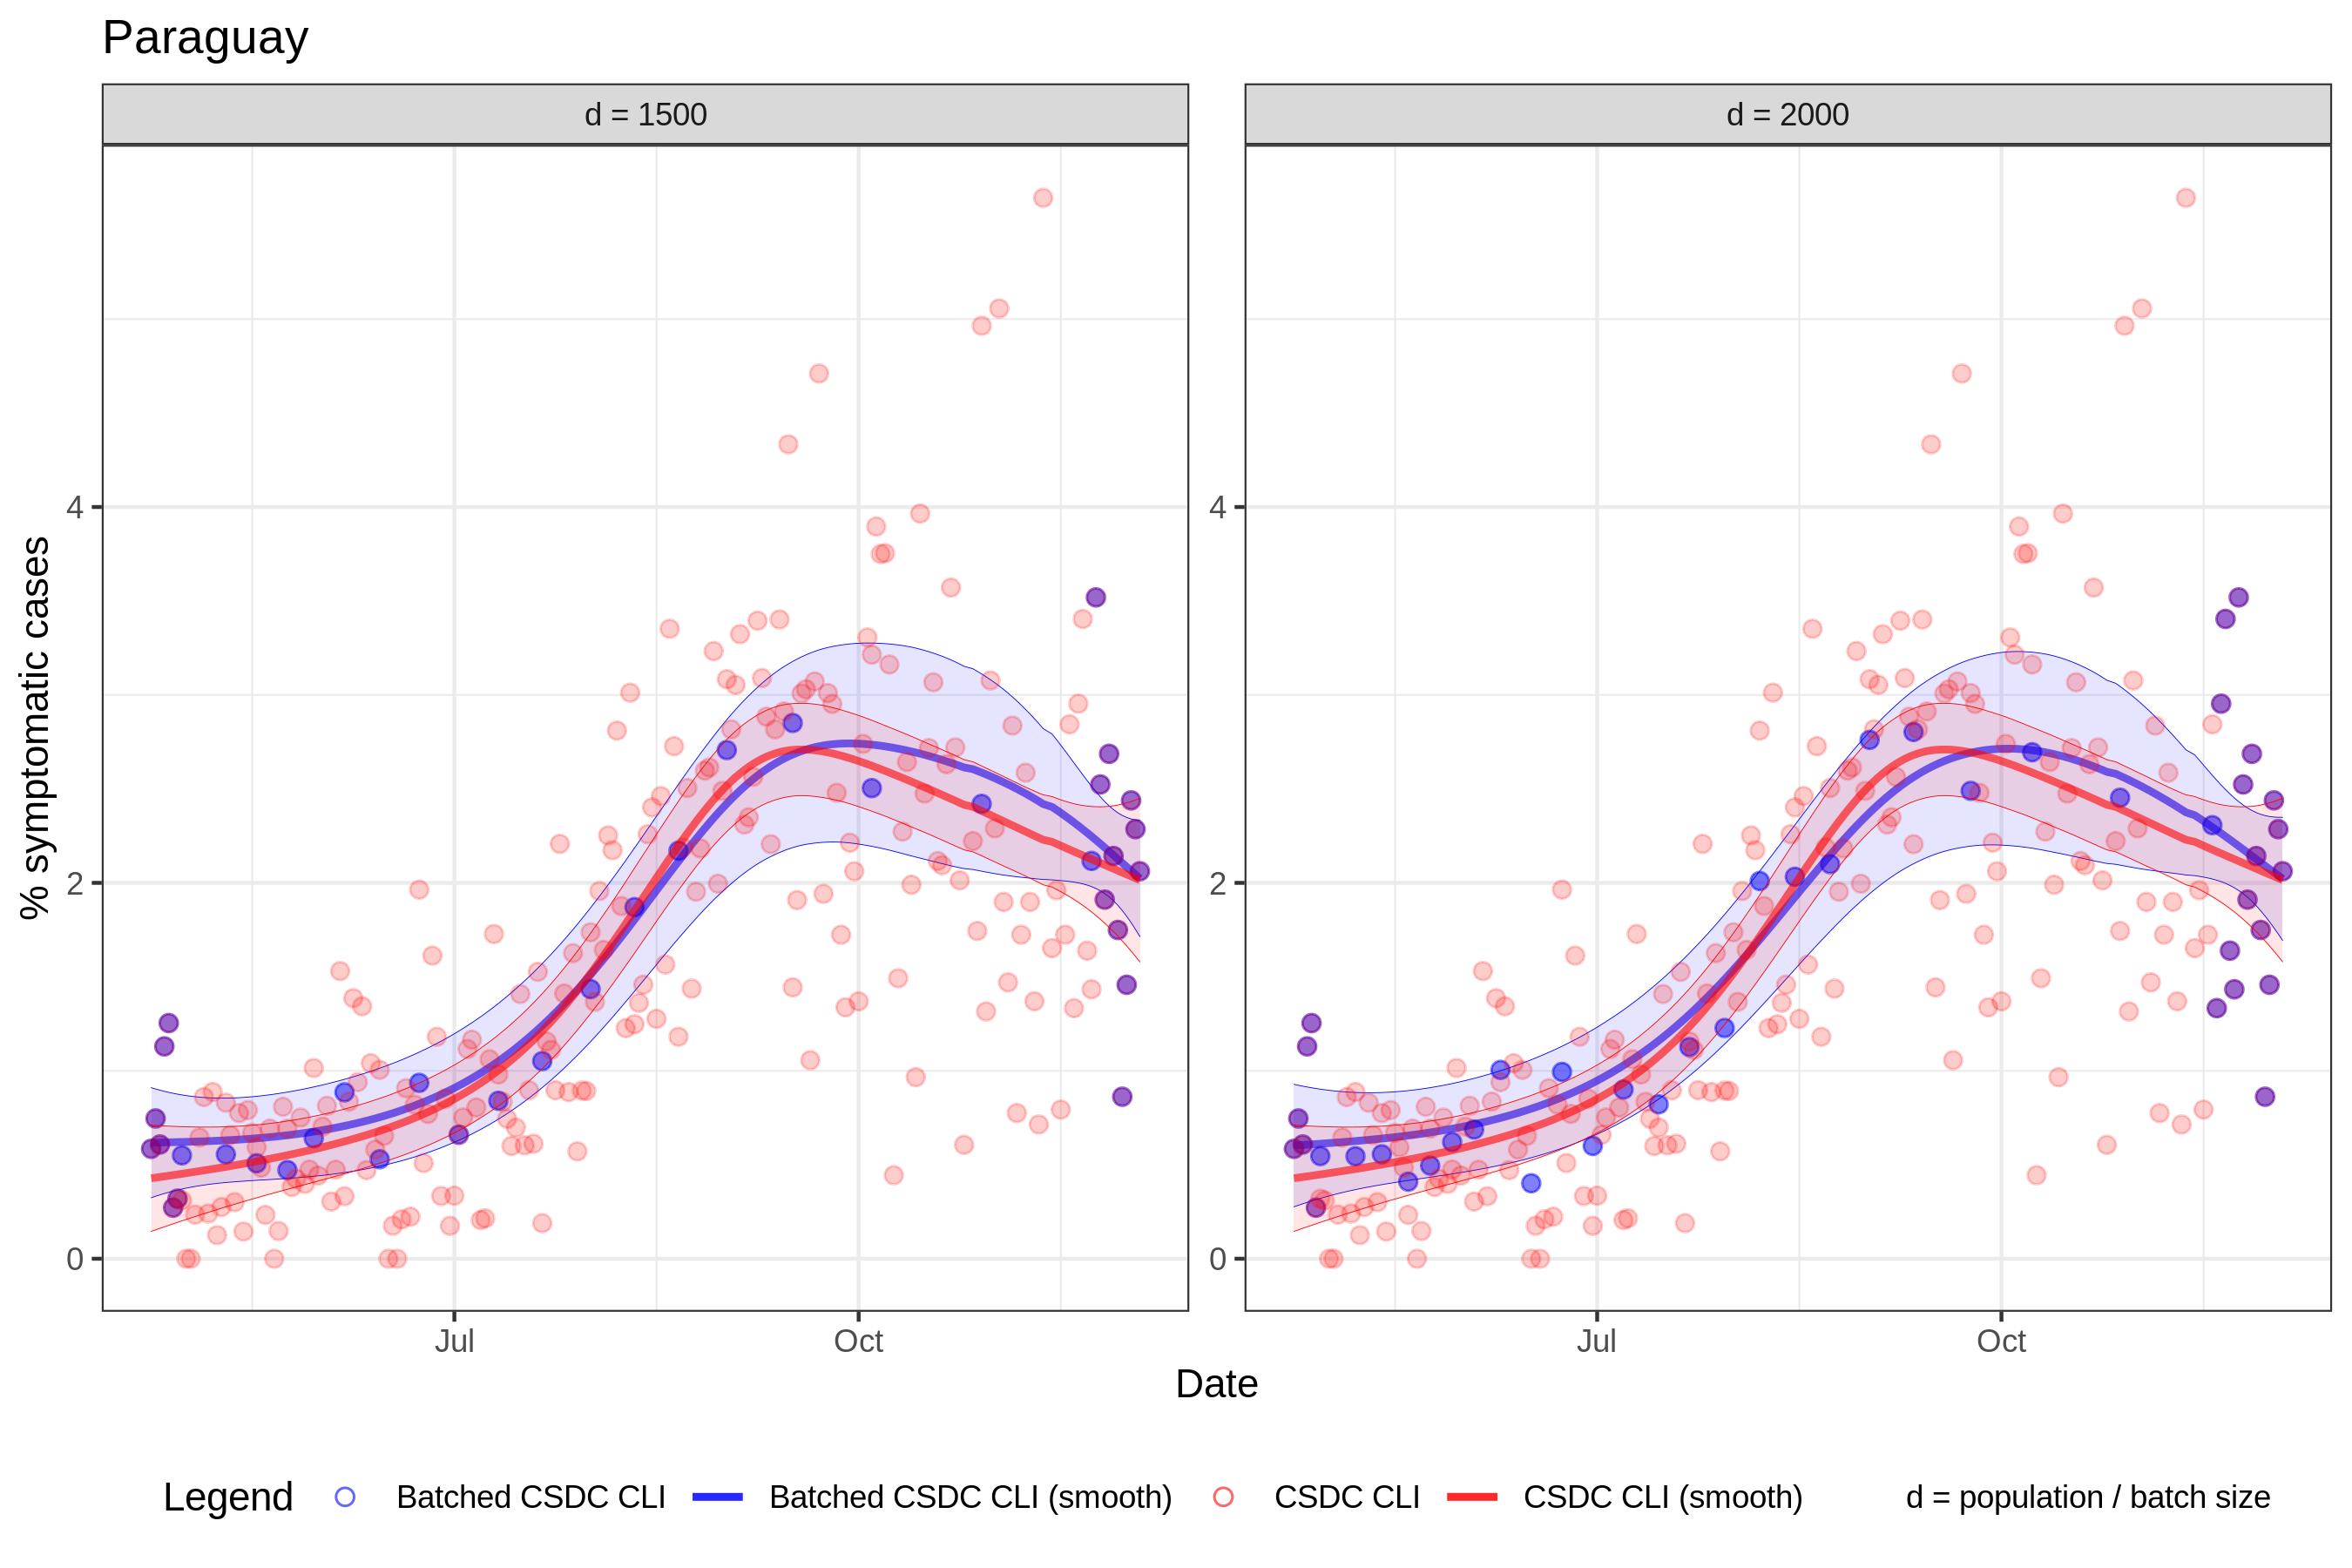 Paraguay
d = 1500
d = 2000
% symptomatic cases
4
2
0
4
2
0
Jul
Oct
Jul
Oct
Date
Legend
Batched CSDC CLI
Batched CSDC CLI (smooth)
CSDC CLI
CSDC CLI (smooth)
d = population / batch size